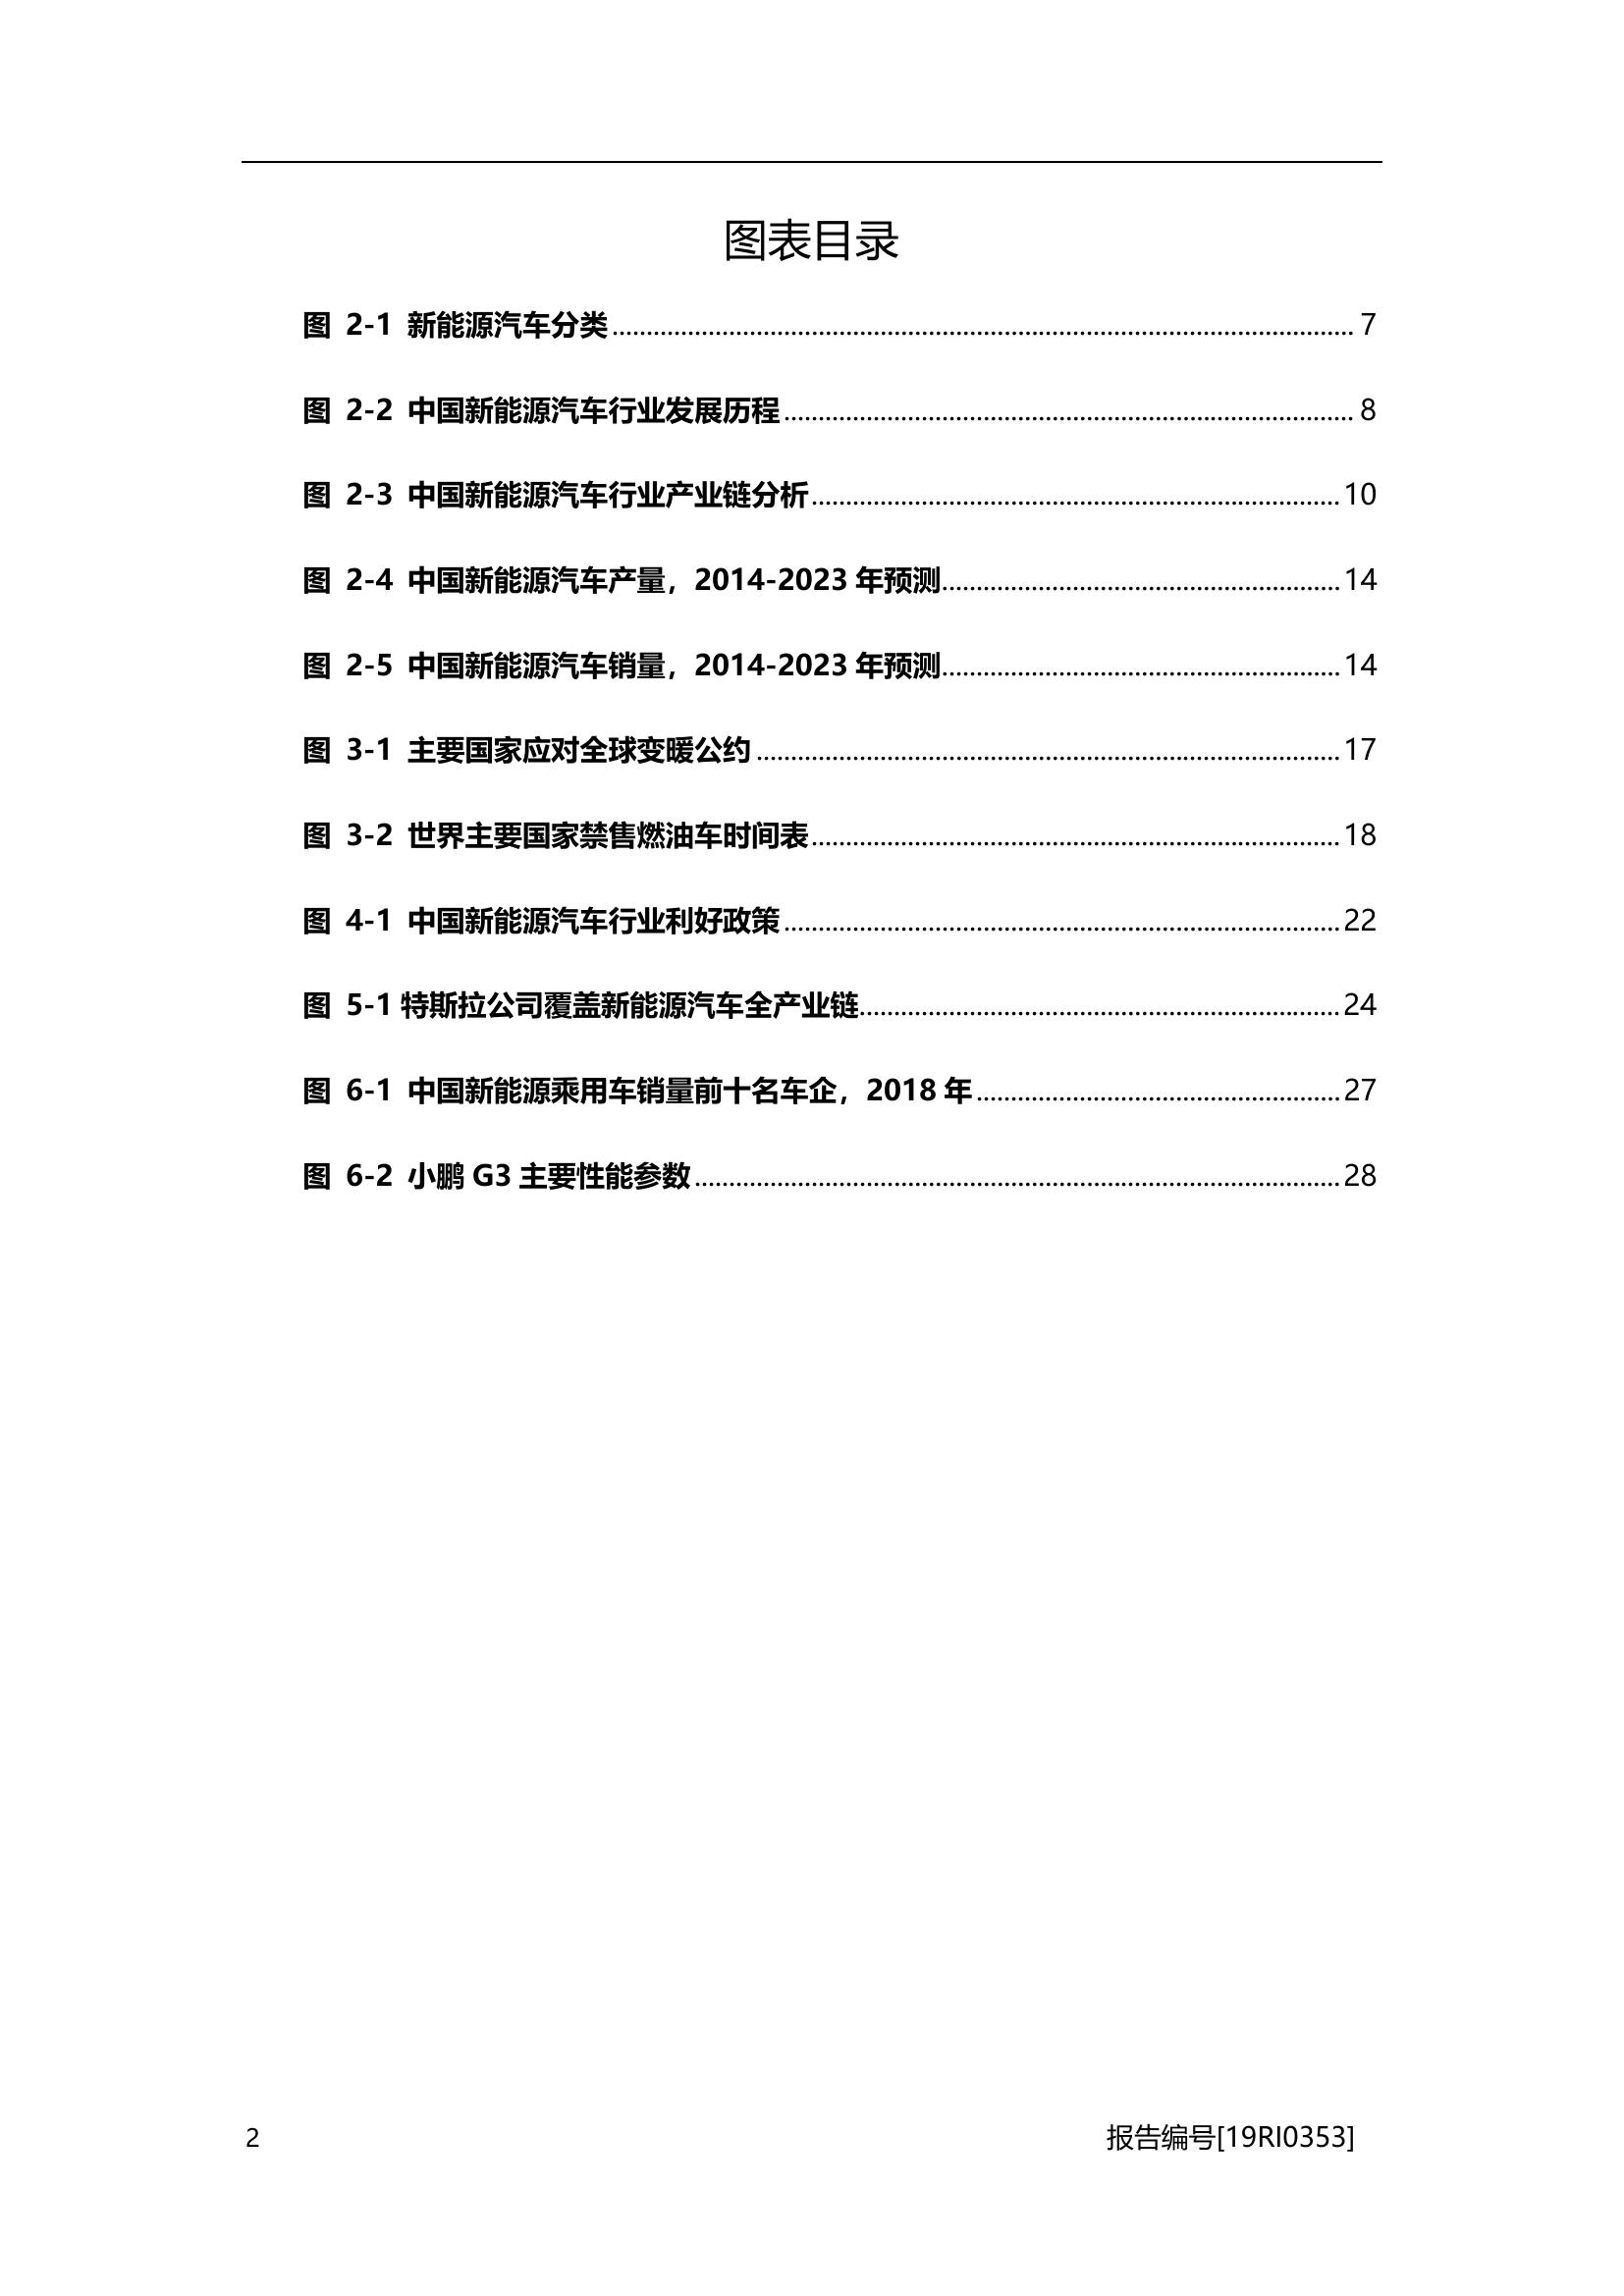 图表目录
图 2-1 新能源汽车分类 7
图 2-2 中国新能源汽车行业发展历程 8
图 2-3 中国新能源汽车行业产业链分析 10
图 2-4 中国新能源汽车产量，2014-2023 年预测 14
图 2-5 中国新能源汽车销量，2014-2023 年预测 14
图 3-1 主要国家应对全球变暖公约 17
图 3-2 世界主要国家禁售燃油车时间表 18
图 4-1 中国新能源汽车行业利好政策 22
图 5-1 特斯拉公司覆盖新能源汽车全产业链 24
图 6-1 中国新能源乘用车销量前十名车企，2018 年 27
图 6-2 小鹏 G3 主要性能参数 28
2 报告编号[19RI0353]